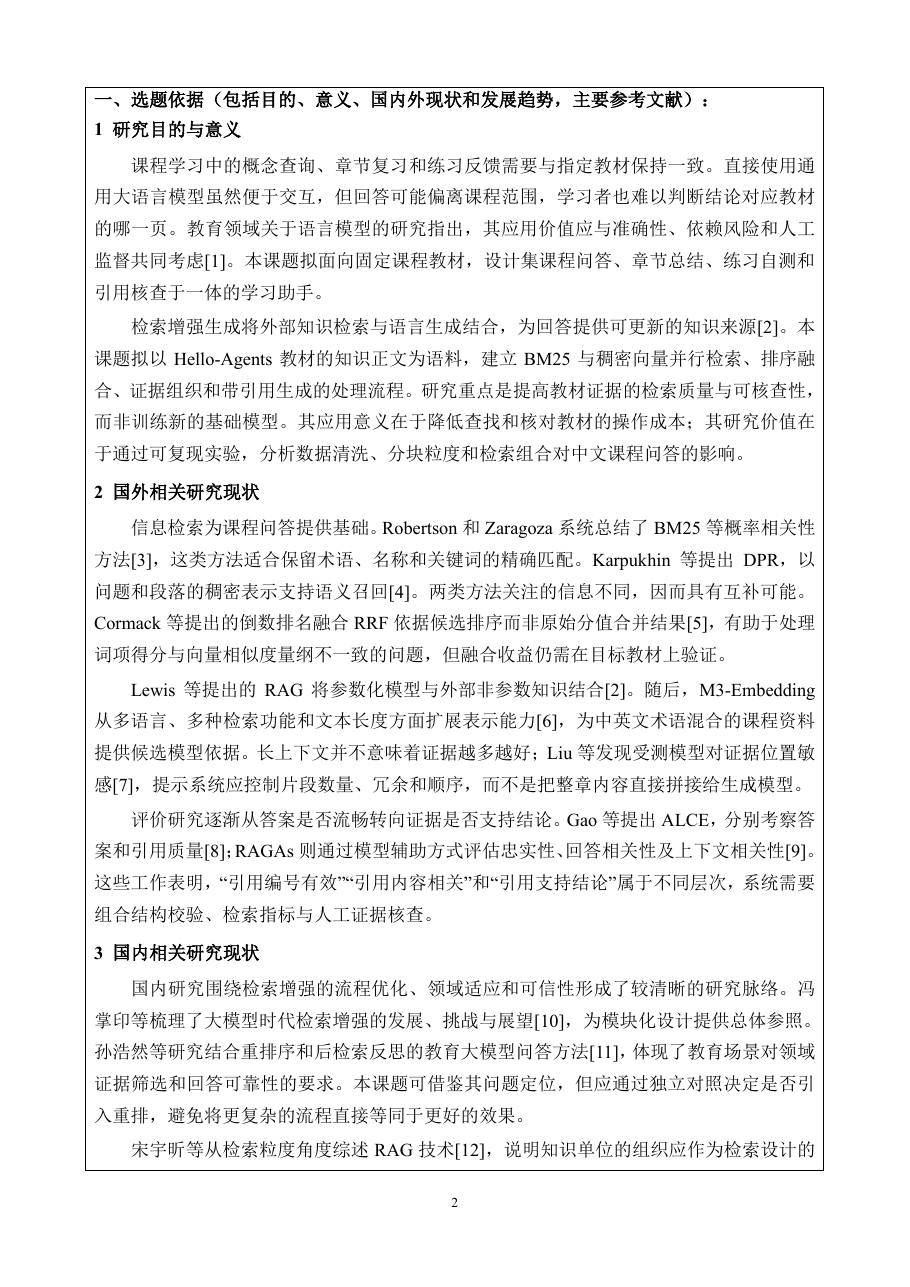 一、选题依据（包括目的、意义、国内外现状和发展趋势，主要参考文献）：
1 研究目的与意义
课程学习中的概念查询、章节复习和练习反馈需要与指定教材保持一致。直接使用通
用大语言模型虽然便于交互，但回答可能偏离课程范围，学习者也难以判断结论对应教材
的哪一页。教育领域关于语言模型的研究指出，其应用价值应与准确性、依赖风险和人工
监督共同考虑[1]。本课题拟面向固定课程教材，设计集课程问答、章节总结、练习自测和
引用核查于一体的学习助手。
检索增强生成将外部知识检索与语言生成结合，为回答提供可更新的知识来源[2]。本
课题拟以 Hello-Agents 教材的知识正文为语料，建立 BM25 与稠密向量并行检索、排序融
合、证据组织和带引用生成的处理流程。研究重点是提高教材证据的检索质量与可核查性，
而非训练新的基础模型。其应用意义在于降低查找和核对教材的操作成本；其研究价值在
于通过可复现实验，分析数据清洗、分块粒度和检索组合对中文课程问答的影响。
2 国外相关研究现状
信息检索为课程问答提供基础。Robertson 和 Zaragoza 系统总结了 BM25 等概率相关性
方法[3]，这类方法适合保留术语、名称和关键词的精确匹配。Karpukhin 等提出 DPR，以
问题和段落的稠密表示支持语义召回[4]。两类方法关注的信息不同，因而具有互补可能。
Cormack 等提出的倒数排名融合 RRF 依据候选排序而非原始分值合并结果[5]，有助于处理
词项得分与向量相似度量纲不一致的问题，但融合收益仍需在目标教材上验证。
Lewis 等提出的 RAG 将参数化模型与外部非参数知识结合[2]。随后，M3-Embedding
从多语言、多种检索功能和文本长度方面扩展表示能力[6]，为中英文术语混合的课程资料
提供候选模型依据。长上下文并不意味着证据越多越好；Liu 等发现受测模型对证据位置敏
感[7]，提示系统应控制片段数量、冗余和顺序，而不是把整章内容直接拼接给生成模型。
评价研究逐渐从答案是否流畅转向证据是否支持结论。Gao 等提出 ALCE，分别考察答
案和引用质量[8]；RAGAs 则通过模型辅助方式评估忠实性、回答相关性及上下文相关性[9]。
这些工作表明，“引用编号有效”“引用内容相关”和“引用支持结论”属于不同层次，系统需要
组合结构校验、检索指标与人工证据核查。
3 国内相关研究现状
国内研究围绕检索增强的流程优化、领域适应和可信性形成了较清晰的研究脉络。冯
掌印等梳理了大模型时代检索增强的发展、挑战与展望[10]，为模块化设计提供总体参照。
孙浩然等研究结合重排序和后检索反思的教育大模型问答方法[11]，体现了教育场景对领域
证据筛选和回答可靠性的要求。本课题可借鉴其问题定位，但应通过独立对照决定是否引
入重排，避免将更复杂的流程直接等同于更好的效果。
宋宇昕等从检索粒度角度综述 RAG 技术[12]，说明知识单位的组织应作为检索设计的
2